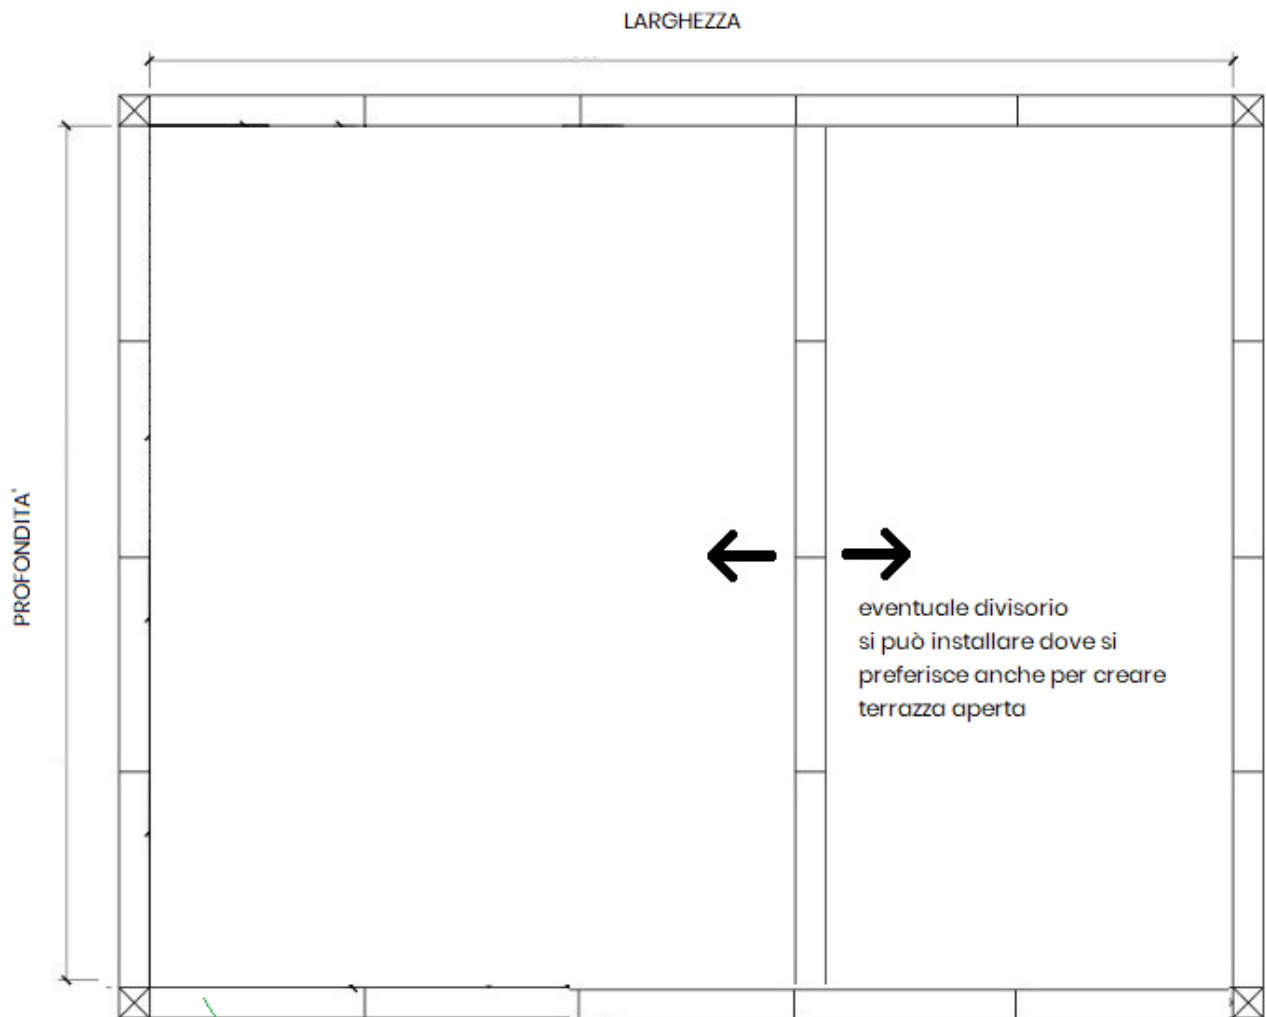 LARGHEZZA
PROFONDITA'
eventuale divisorio
si può installare dove si
preferisce anche per creare
terrazza aperta